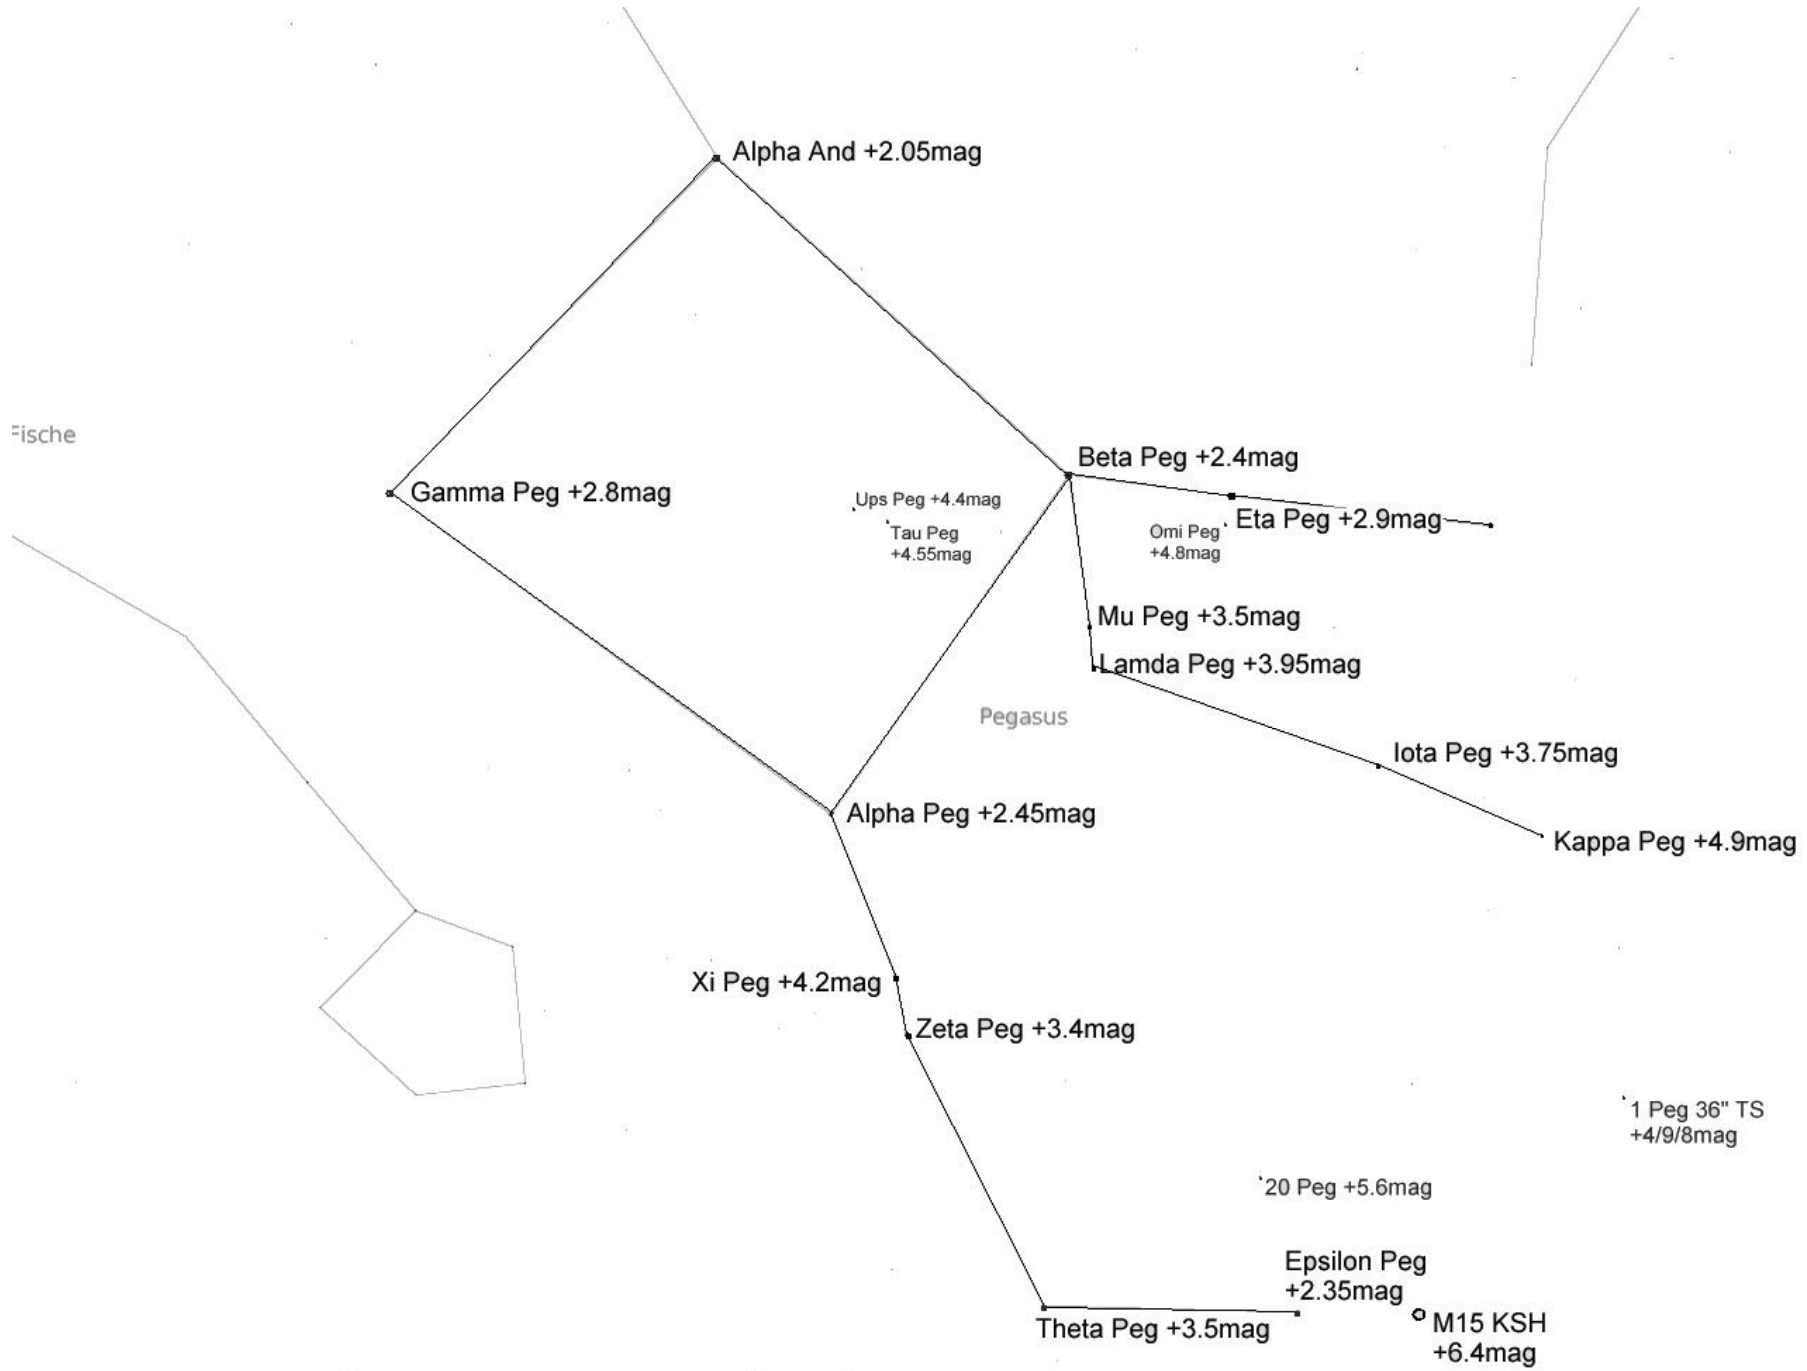 Alpha And +2.05mag
Fische
Beta Peg +2.4mag
Gamma Peg +2.8mag
Ups Peg +4.4mag
Tau Peg
+4.55mag
Omi Peg
+4.8mag
Eta Peg +2.9mag
Mu Peg +3.5mag
Lamda Peg +3.95mag
Pegasus
Iota Peg +3.75mag
Alpha Peg +2.45mag
Kappa Peg +4.9mag
Xi Peg +4.2mag
Zeta Peg +3.4mag
1 Peg 36" TS
+4/9/8mag
20 Peg +5.6mag
Epsilon Peg
+2.35mag
Theta Peg +3.5mag
M15 KSH
+6.4mag